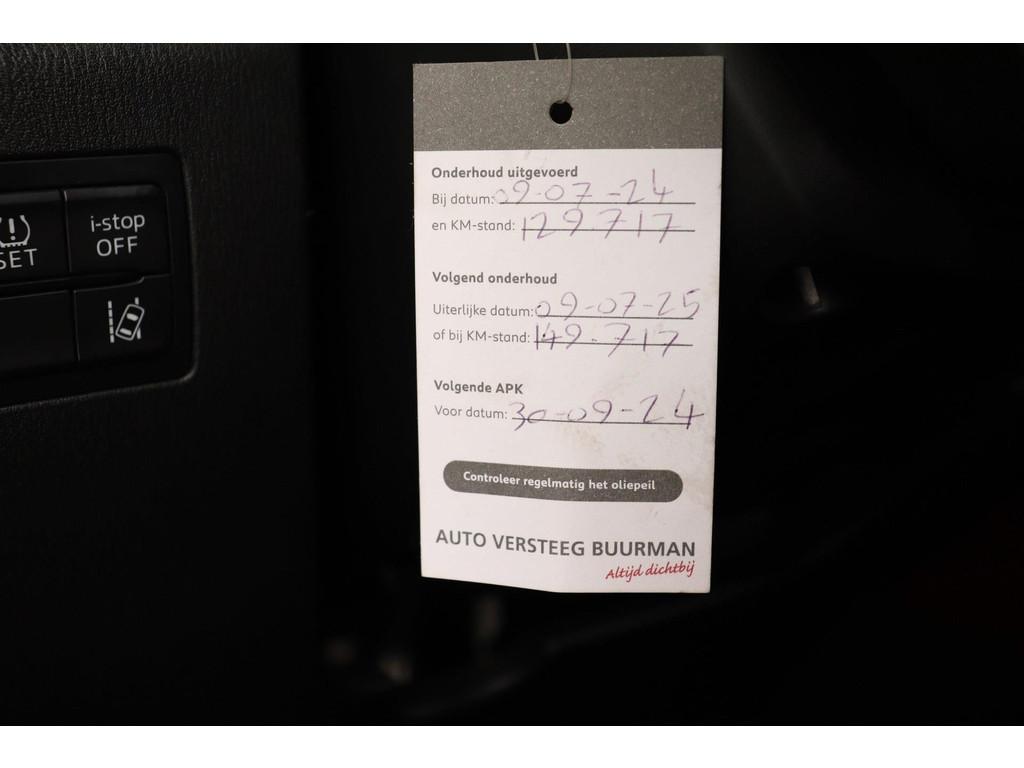 i-stop
OFF
SET
Onderhoud uitgevoerd
Bij datum: 09-07-24
en KM-stand: 129.717
Volgend onderhoud
Uiterlijke datum: 09-07-25
of bij KM-stand: 149.717
Volgende APK
Voor datum: 30-09-24
Controleer regelmatig het oliepeil
AUTO VERSTEEG BUURMAN
Altijd dichtbij